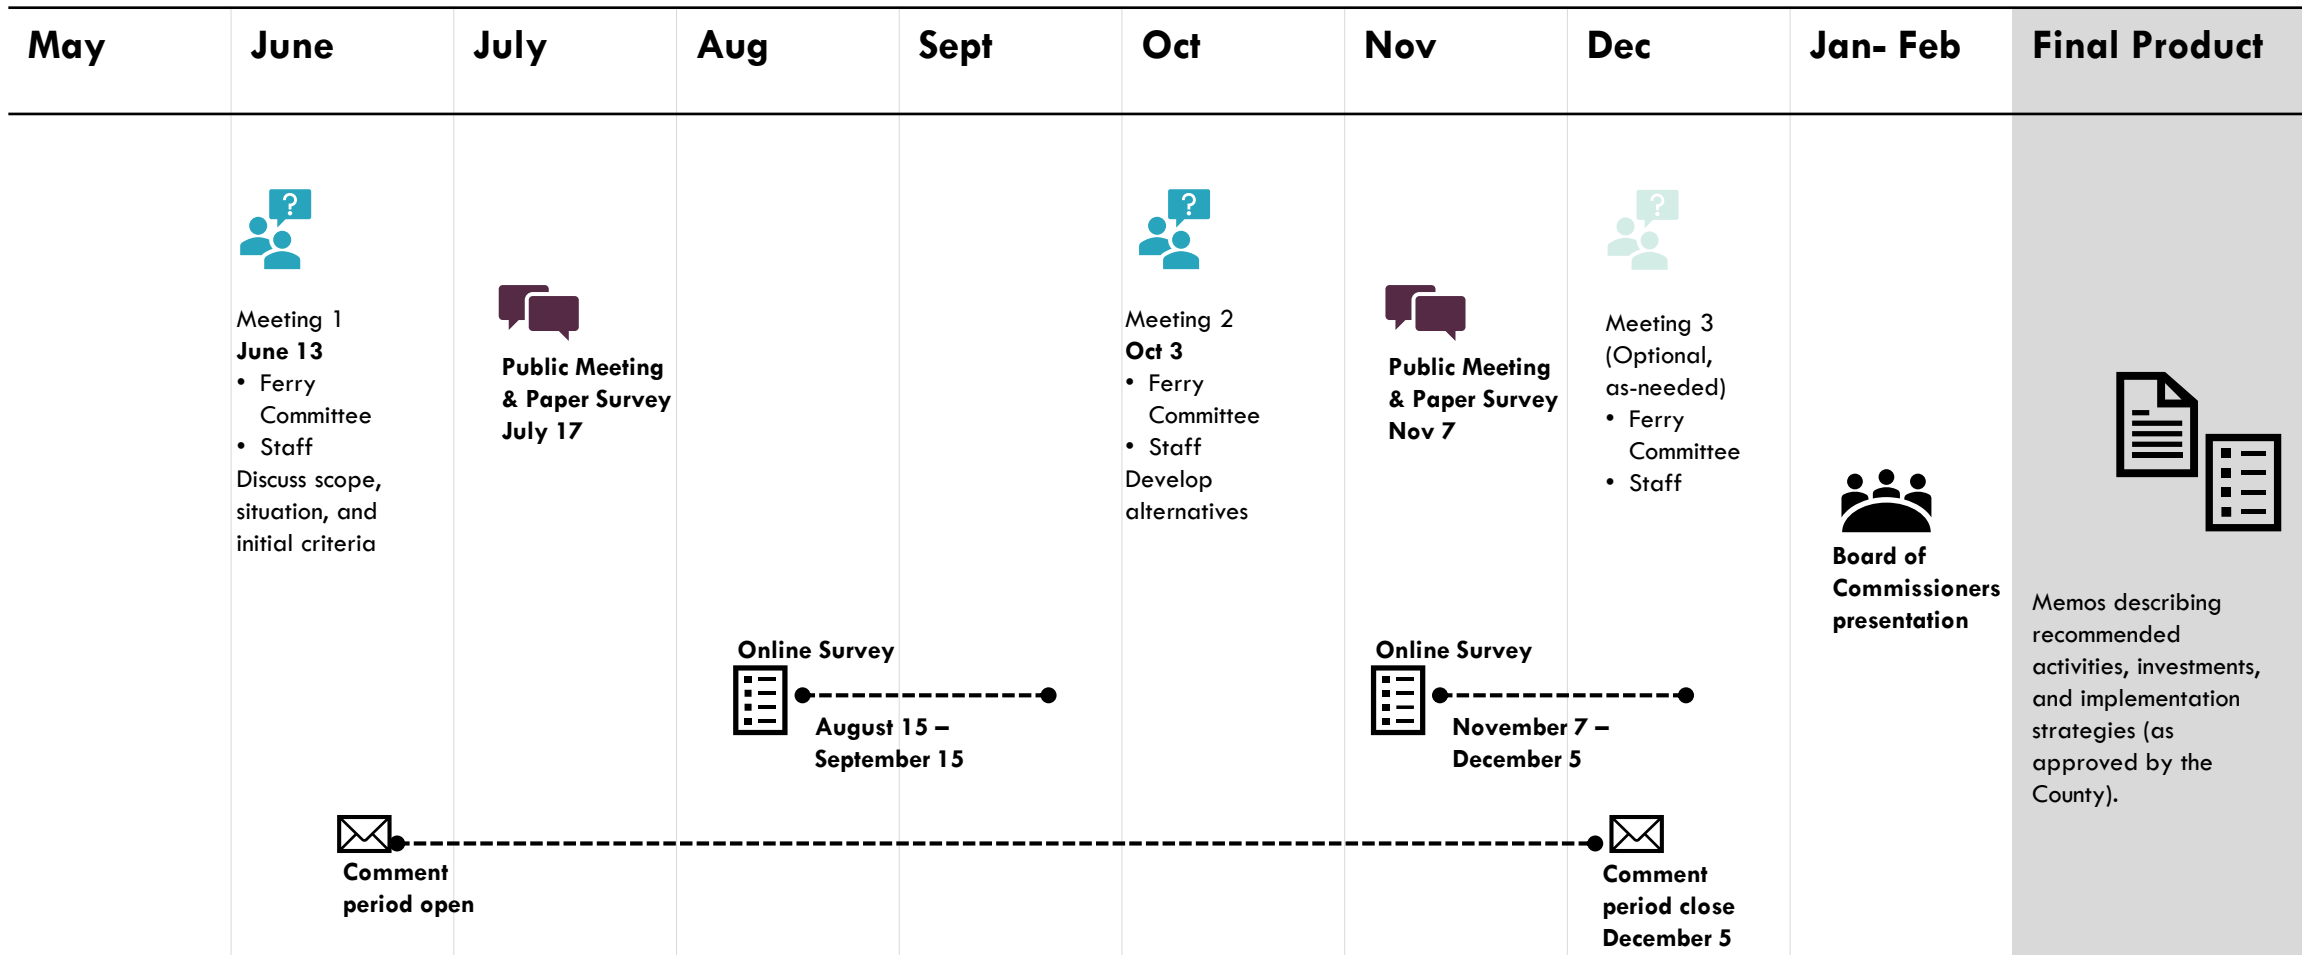 May
June
July
Aug
Sept
Oct
Nov
Dec
Jan- Feb
Final Product
?
Meeting 1
June 13
• Ferry
Committee
• Staff
Discuss scope,
situation, and
initial criteria
Public Meeting
& Paper Survey
July 17
?
Meeting 2
Oct 3
• Ferry
Committee
• Staff
Develop
alternatives
Public Meeting
& Paper Survey
Nov 7
?
Meeting 3
(Optional,
as-needed)
• Ferry
Committee
• Staff
Board of
Commissioners
presentation
Memos describing
recommended
activities, investments,
and implementation
strategies (as
approved by the
County).
Online Survey
August 15 –
September 15
Online Survey
November 7 –
December 5
Comment
period open
Comment
period close
December 5